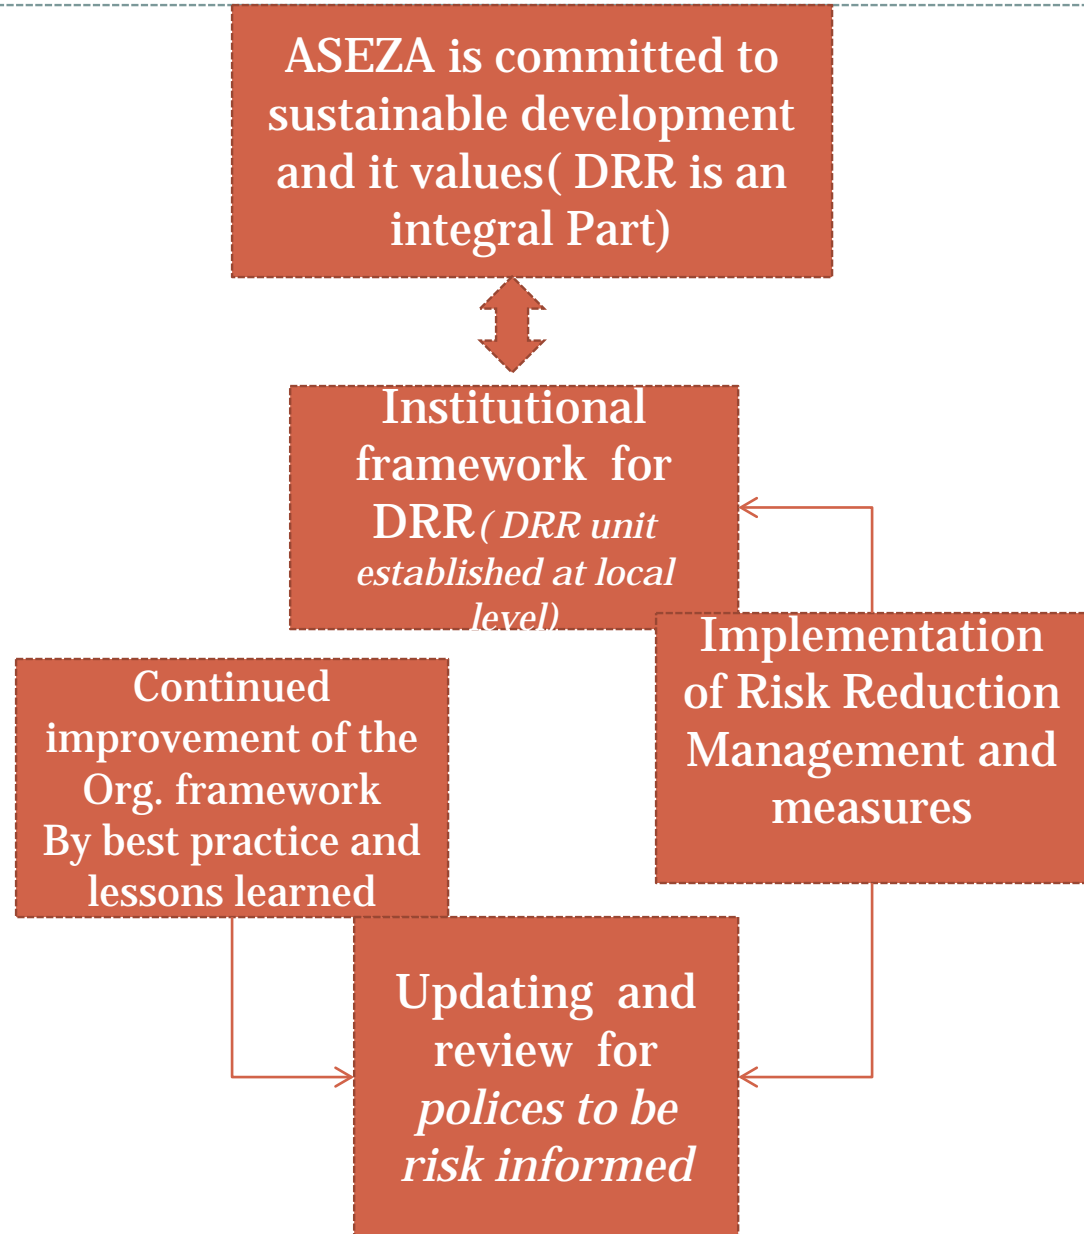 ASEZA is committed to
sustainable development
and it values( DRR is an
integral Part)
Institutional
framework for
DRR( DRR unit
established at local
level)
Implementation
of Risk Reduction
Management and
measures
Continued
improvement of the
Org. framework
By best practice and
lessons learned
Updating and
review for
polices to be
risk informed